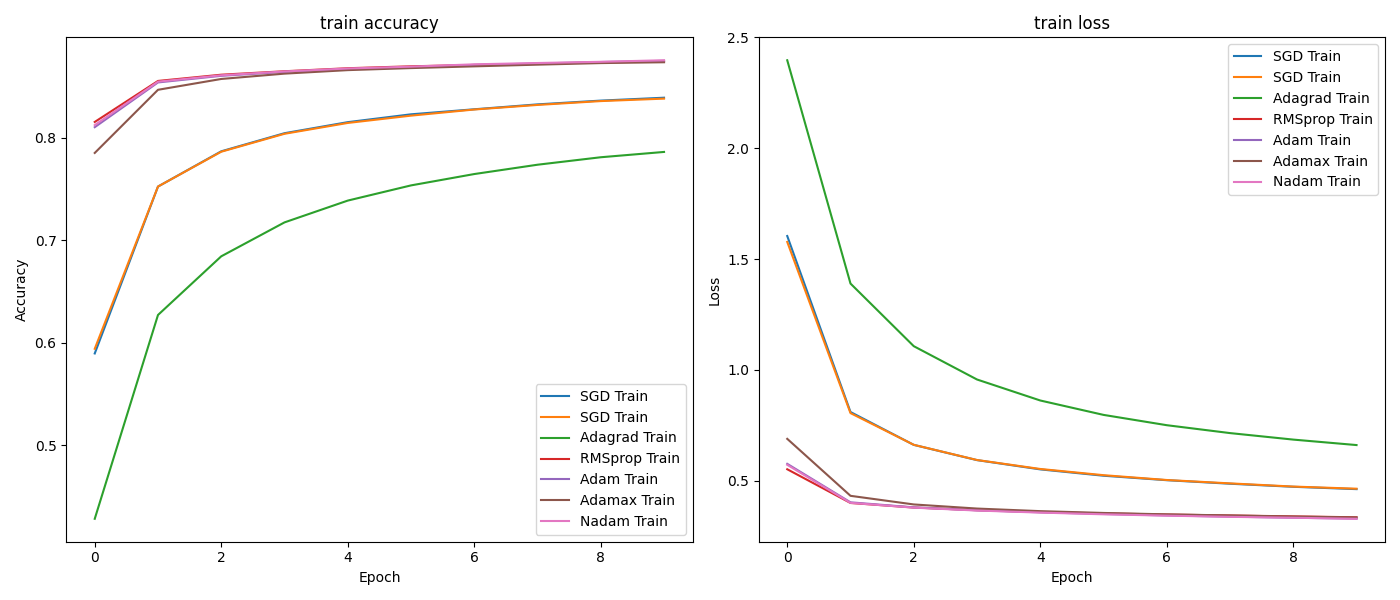 train accuracy
Accuracy
0.8
0.7
0.6
0.5
0
2
4
6
8
Epoch
SGD Train
SGD Train
Adagrad Train
RMSprop Train
Adam Train
Adamax Train
Nadam Train
train loss
Loss
2.5
2.0
1.5
1.0
0.5
0
2
4
6
8
Epoch
SGD Train
SGD Train
Adagrad Train
RMSprop Train
Adam Train
Adamax Train
Nadam Train